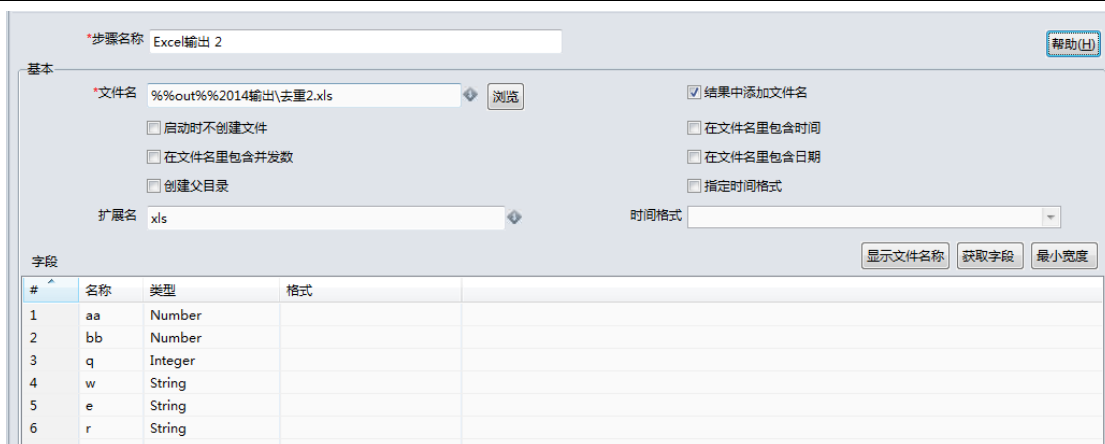 *步骤名称 Excel输出 2 帮助(H)
基本
*文件名 %%out%%2014输出\去重2.xls 浏览 结果中添加文件名
启动时不创建文件 在文件名里包含时间
在文件名里包含并发数 在文件名里包含日期
创建父目录 指定时间格式
扩展名 xls 时间格式
显示文件名称 获取字段 最小宽度
字段
# 名称 类型 格式
1 aa Number
2 bb Number
3 q Integer
4 w String
5 e String
6 r String